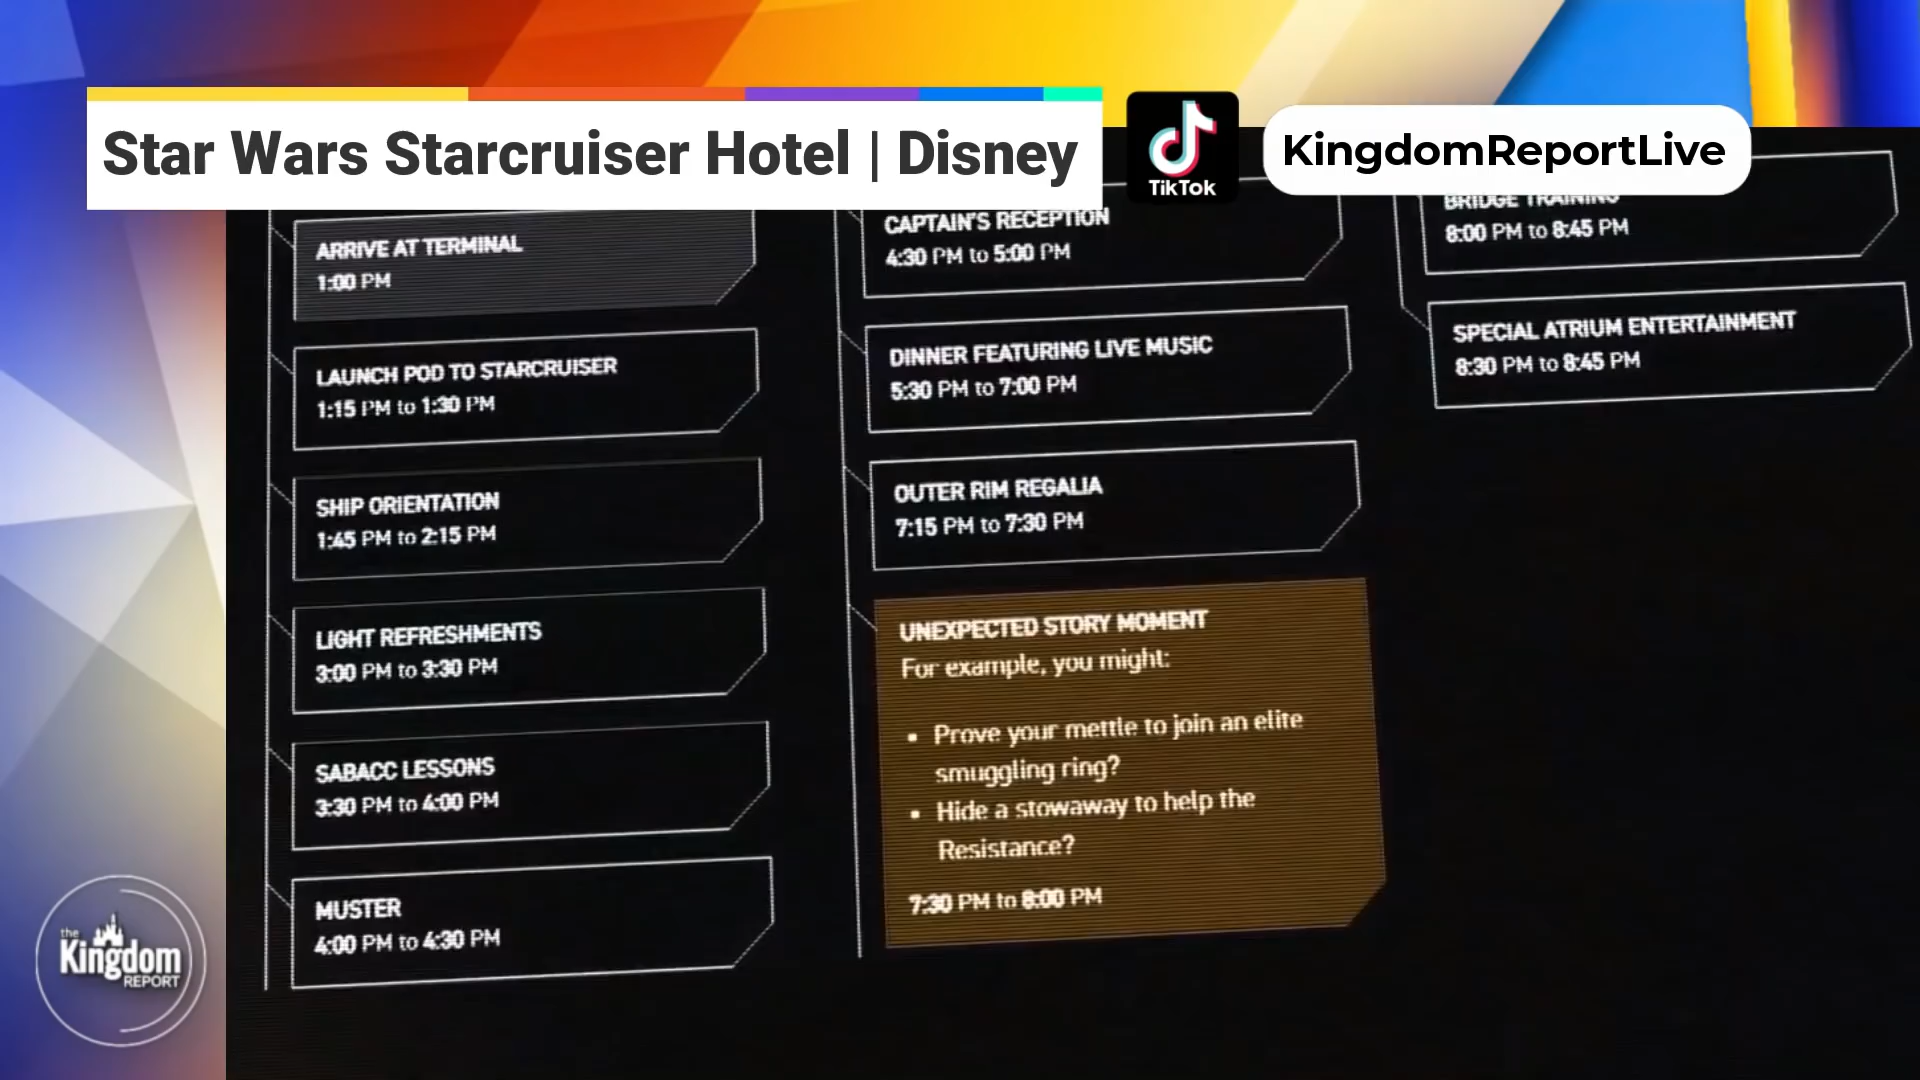 Star Wars Starcruiser Hotel | Disney
TikTok
KingdomReportLive
ARRIVE AT TERMINAL
1:00 PM
LAUNCH POD TO STARCRUISER
1:15 PM to 1:30 PM
SHIP ORIENTATION
1:45 PM to 2:15 PM
LIGHT REFRESHMENTS
3:00 PM to 3:30 PM
SABACC LESSONS
3:30 PM to 4:00 PM
MUSTER
4:00 PM to 4:30 PM
CAPTAIN'S RECEPTION
4:30 PM to 5:00 PM
DINNER FEATURING LIVE MUSIC
5:30 PM to 7:00 PM
OUTER RIM REGALIA
7:15 PM to 7:30 PM
UNEXPECTED STORY MOMENT
For example, you might:
• Prove your mettle to join an elite
smuggling ring?
• Hide a stowaway to help the
Resistance?
7:30 PM to 8:00 PM
BRIDGE TRAINING
8:00 PM to 8:45 PM
SPECIAL ATRIUM ENTERTAINMENT
8:30 PM to 8:45 PM
the
Kingdom
REPORT